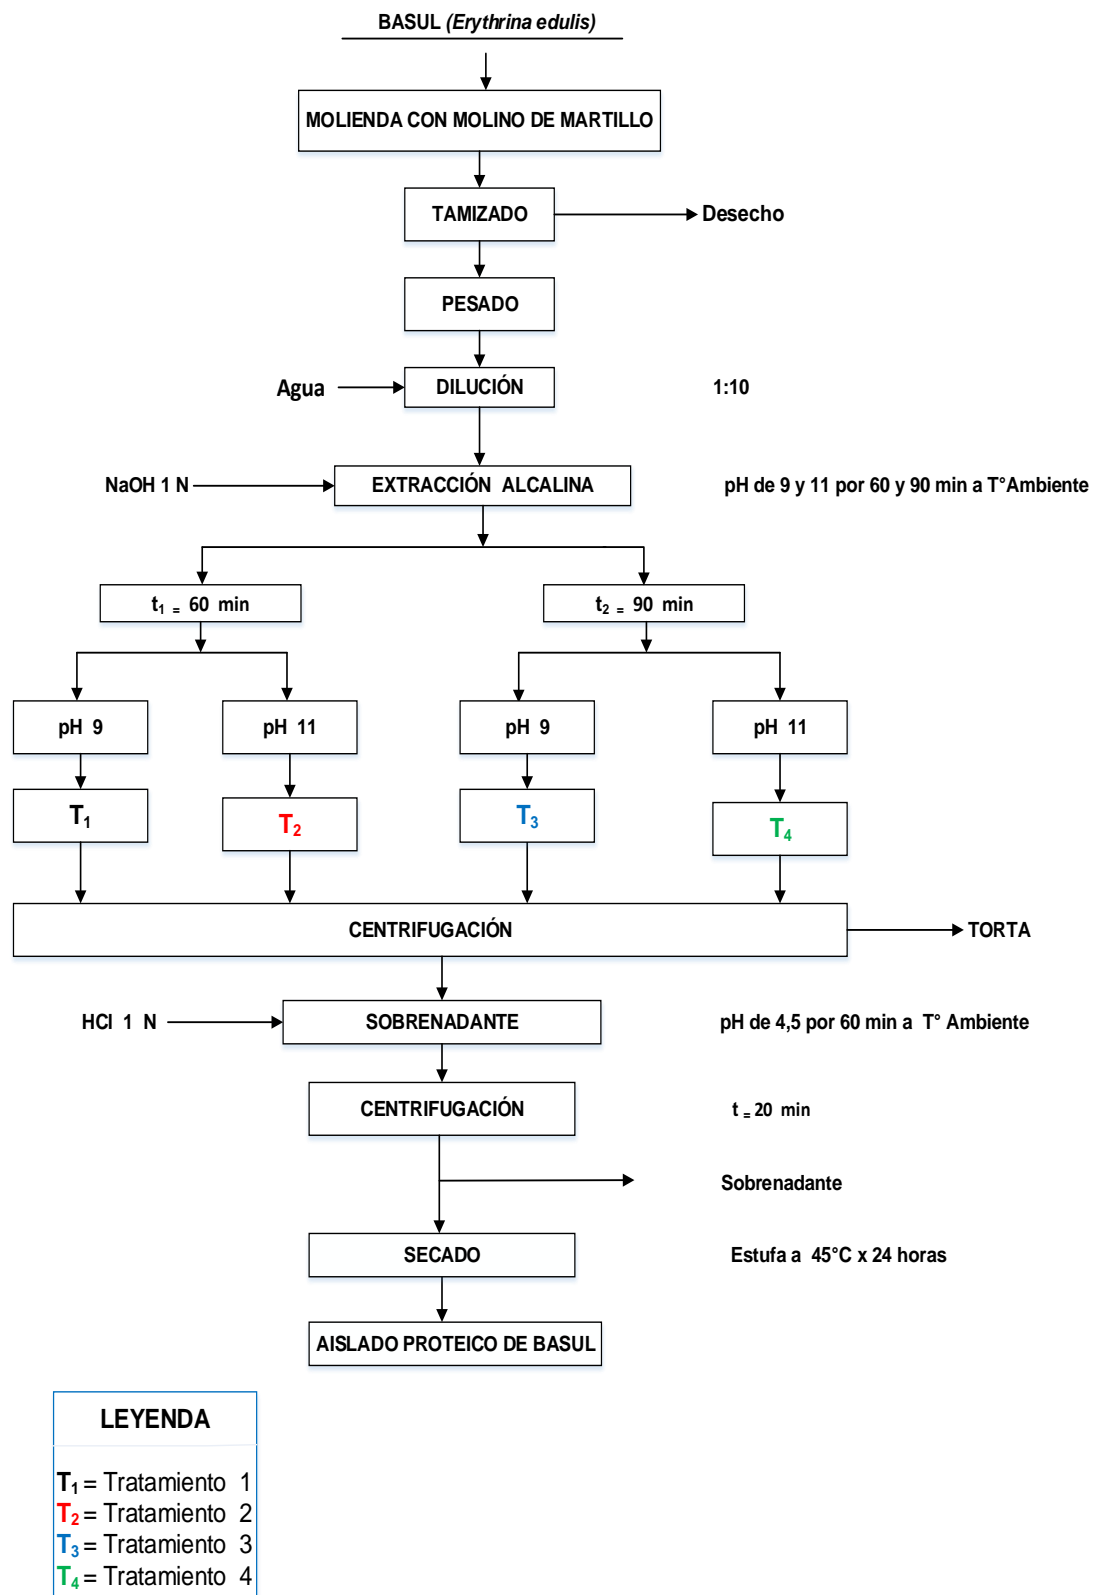 BASUL (Erythrina edulis)
MOLIENDA CON MOLINO DE MARTILLO
TAMIZADO
Desecho
PESADO
Agua
DILUCIÓN
1:10
NaOH 1 N
EXTRACCIÓN ALCALINA
pH de 9 y 11 por 60 y 90 min a T°Ambiente
t₁ = 60 min
t₂ = 90 min
pH 9
pH 11
pH 9
pH 11
T₁
T₂
T₃
T₄
CENTRIFUGACIÓN
TORTA
HCl 1 N
SOBRENADANTE
pH de 4,5 por 60 min a T° Ambiente
CENTRIFUGACIÓN
t = 20 min
Sobrenadante
SECADO
Estufa a 45°C x 24 horas
AISLADO PROTEICO DE BASUL
LEYENDA
T₁ = Tratamiento 1
T₂ = Tratamiento 2
T₃ = Tratamiento 3
T₄ = Tratamiento 4